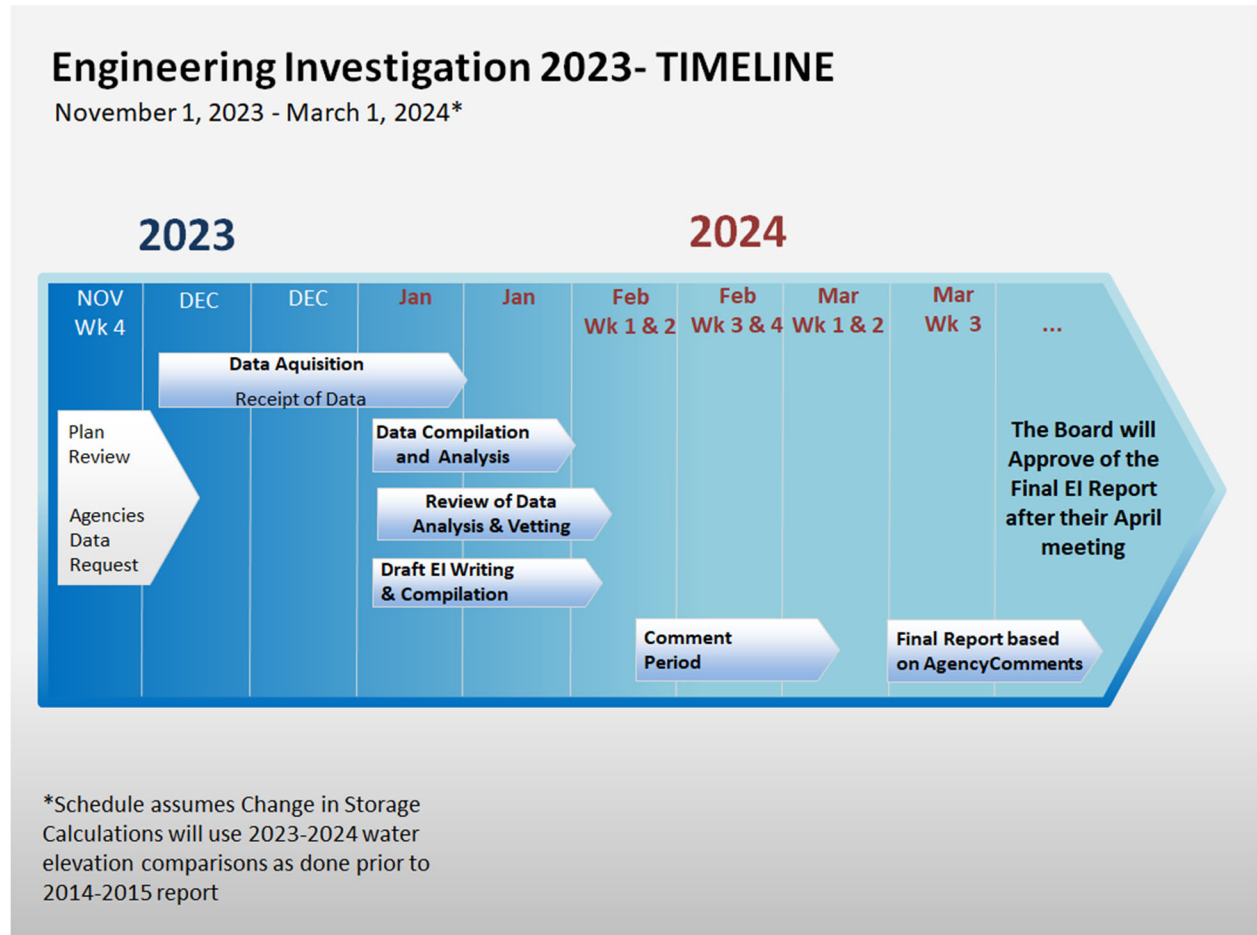 Engineering Investigation 2023- TIMELINE
November 1, 2023 - March 1, 2024*
2023
2024
NOV
Wk 4
DEC
DEC
Jan
Jan
Feb
Wk 1 & 2
Feb
Wk 3 & 4
Mar
Wk 1 & 2
Mar
Wk 3
...
Data Aquisition
Receipt of Data
Plan
Review
Agencies
Data
Request
Data Compilation
and Analysis
Review of Data
Analysis & Vetting
Draft EI Writing
& Compilation
Comment
Period
Final Report based
on AgencyComments
The Board will
Approve of the
Final EI Report
after their April
meeting
*Schedule assumes Change in Storage
Calculations will use 2023-2024 water
elevation comparisons as done prior to
2014-2015 report